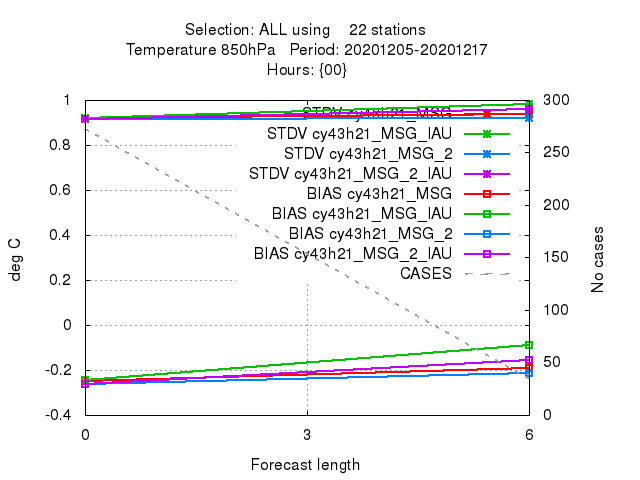 Selection: ALL using 22 stations
Temperature 850hPa Period: 20201205-20201217
Hours: {00}
STDV cy43h21_MSG
STDV cy43h21_MSG_IAU
STDV cy43h21_MSG_2
STDV cy43h21_MSG_2_IAU
BIAS cy43h21_MSG
BIAS cy43h21_MSG_IAU
BIAS cy43h21_MSG_2
BIAS cy43h21_MSG_2_IAU
CASES
1
0.8
0.6
0.4
0.2
0
-0.2
-0.4
deg C
300
250
200
150
100
50
0
No cases
0 3 6
Forecast length